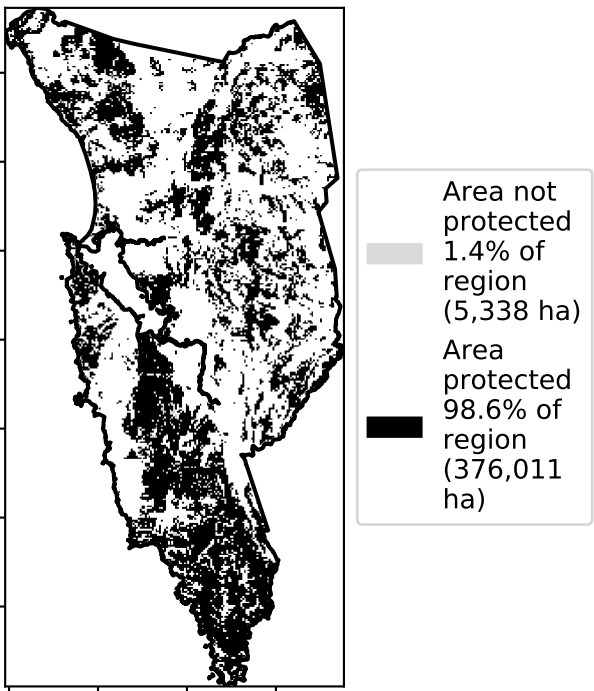 Area not
protected
1.4% of
region
(5,338 ha)
Area
protected
98.6% of
region
(376,011
ha)